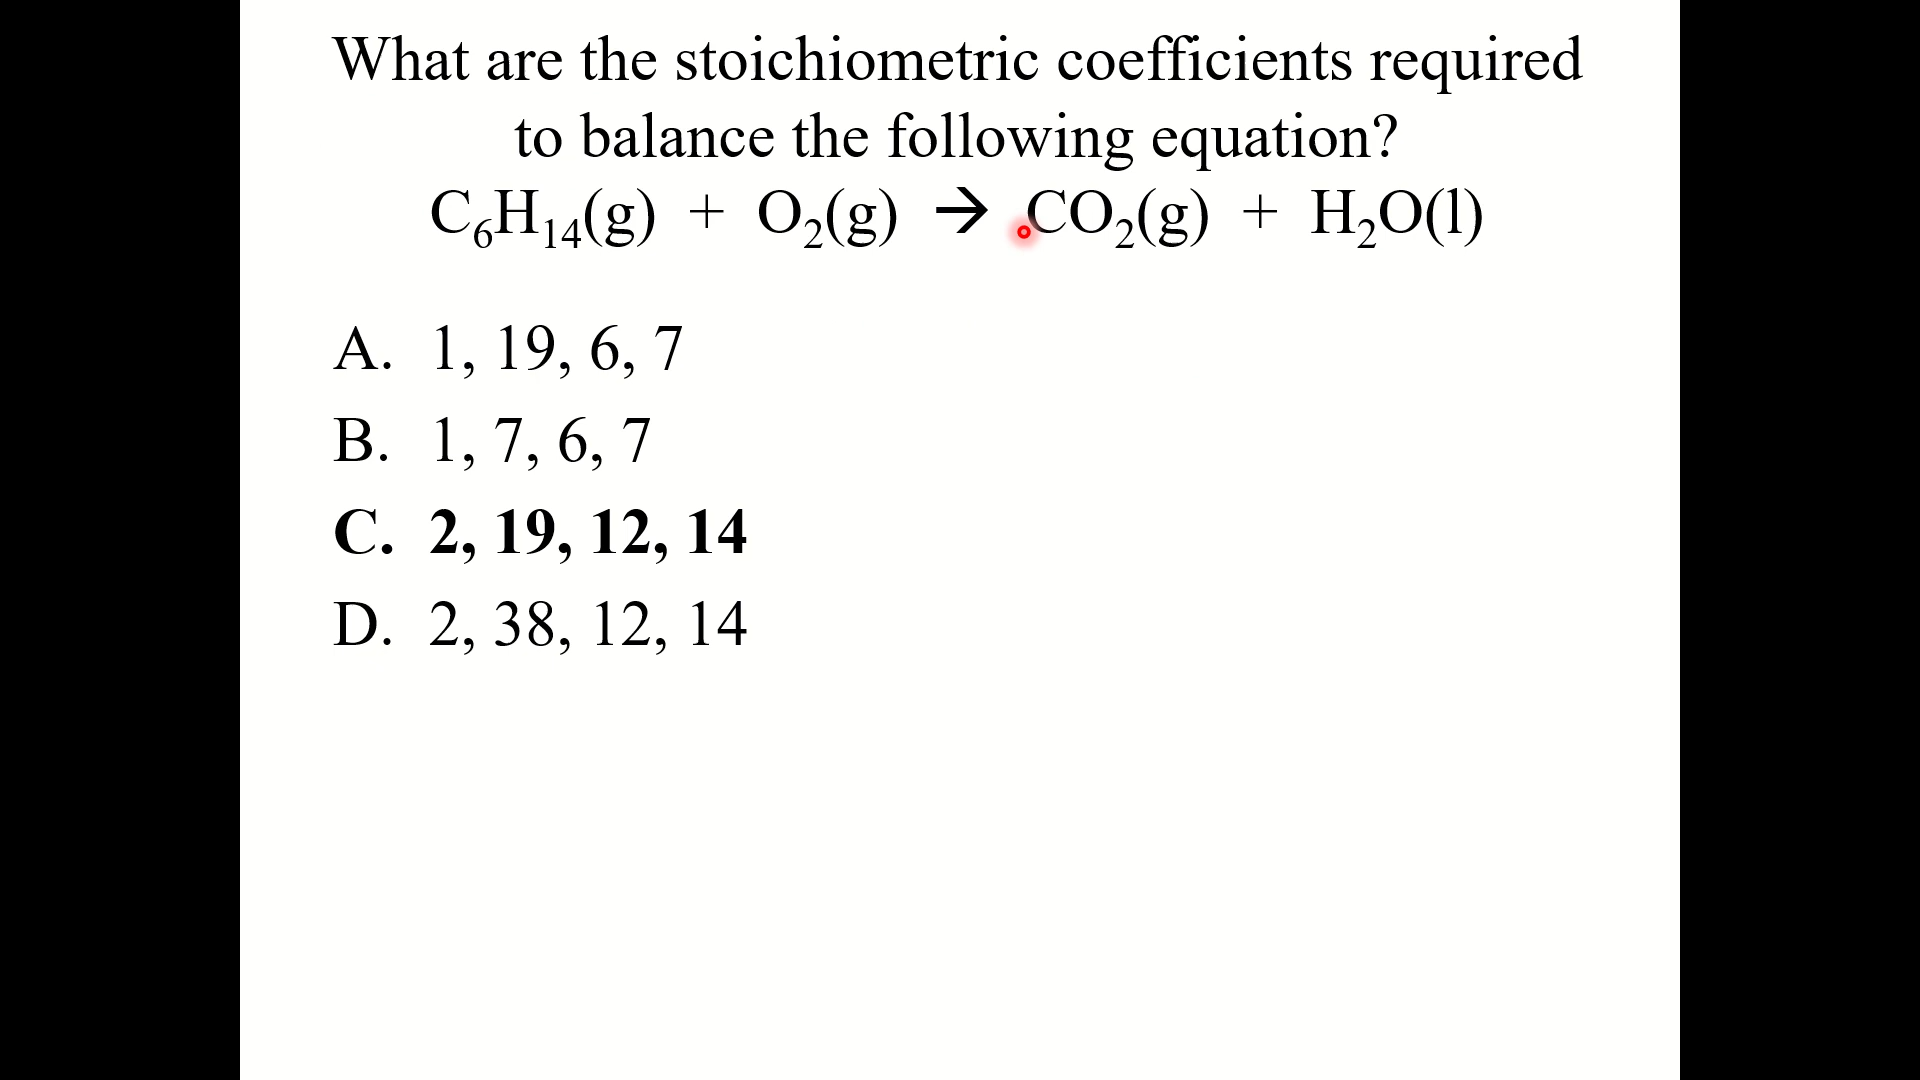 What are the stoichiometric coefficients required
to balance the following equation?
C₆H₁₄(g) + O₂(g) → CO₂(g) + H₂O(l)
A. 1, 19, 6, 7
B. 1, 7, 6, 7
C. 2, 19, 12, 14
D. 2, 38, 12, 14